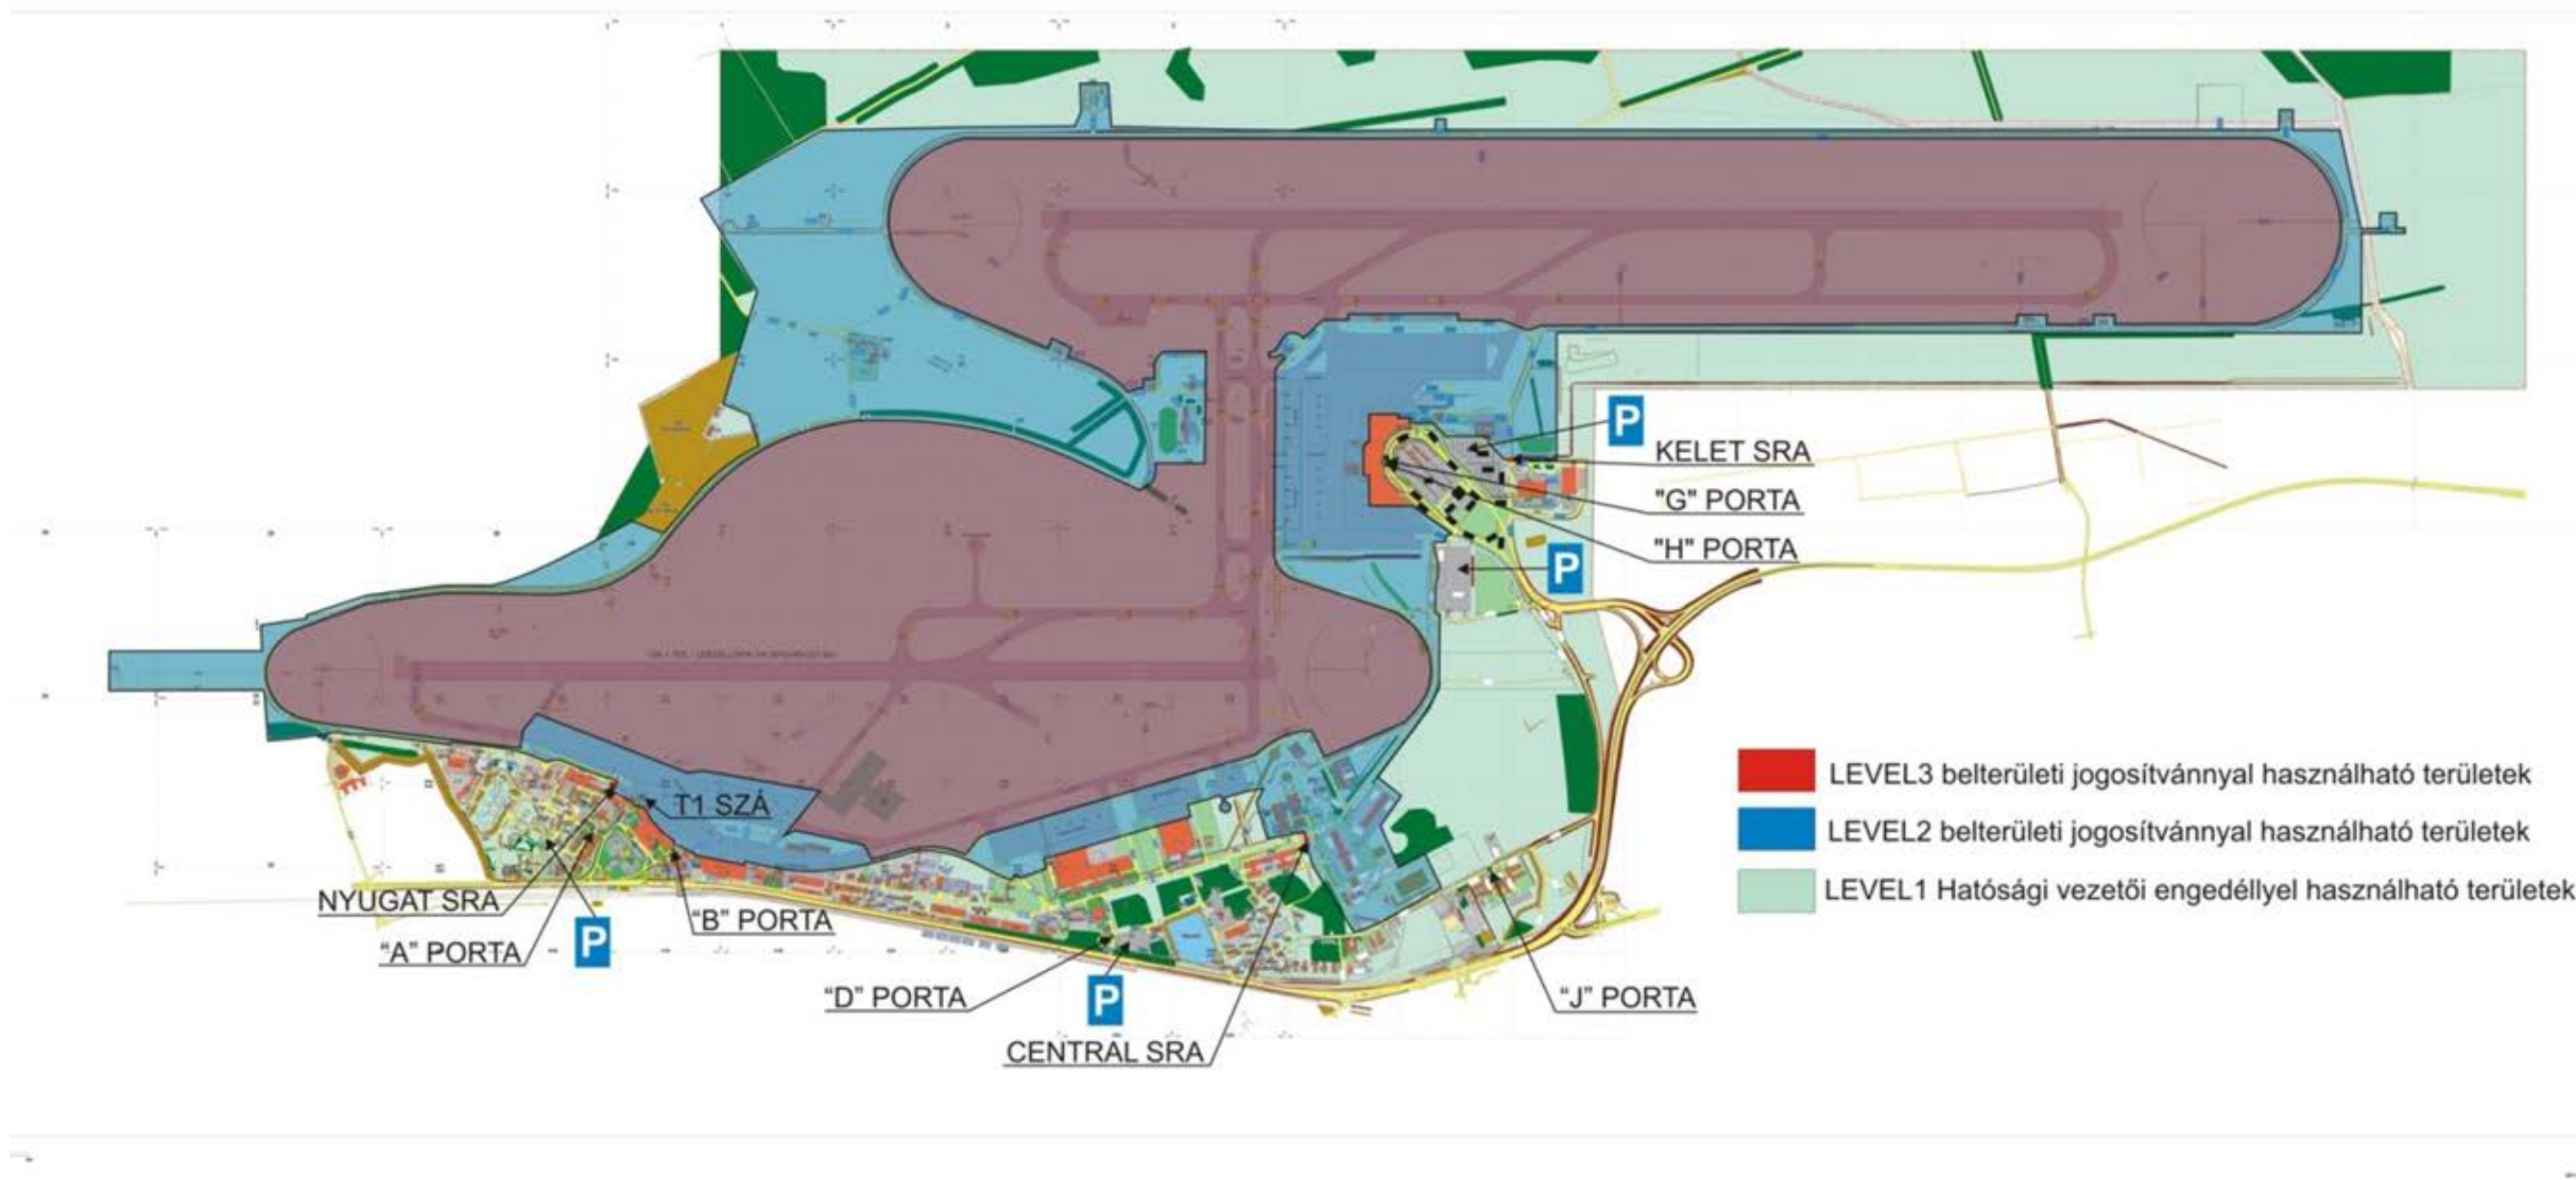 P
KELET SRA
"G" PORTA
"H" PORTA
P
T1 SZÁ
NYUGAT SRA
“A” PORTA
P
“B” PORTA
“D” PORTA
P
CENTRÁL SRA
“J” PORTA
LEVEL3 belterületi jogosítvánnyal használható területek
LEVEL2 belterületi jogosítvánnyal használható területek
LEVEL1 Hatósági vezetői engedéllyel használható területek